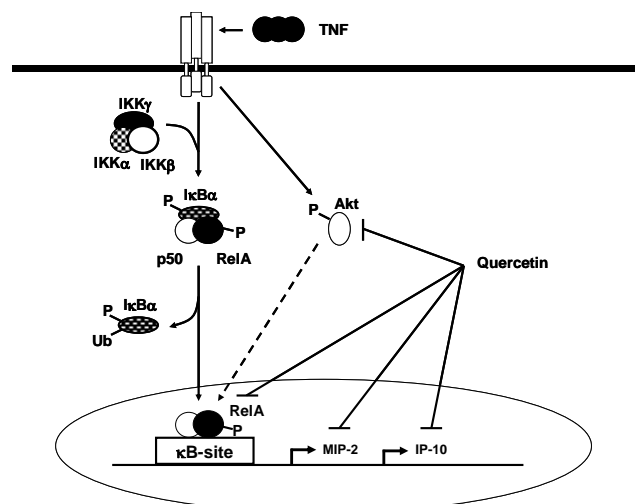 TNF
IKKγ
IKKα IKKβ
IκBα
P
P
p50 RelA
P Akt
Quercetin
IκBα
P
Ub
RelA
P
κB-site
MIP-2 IP-10